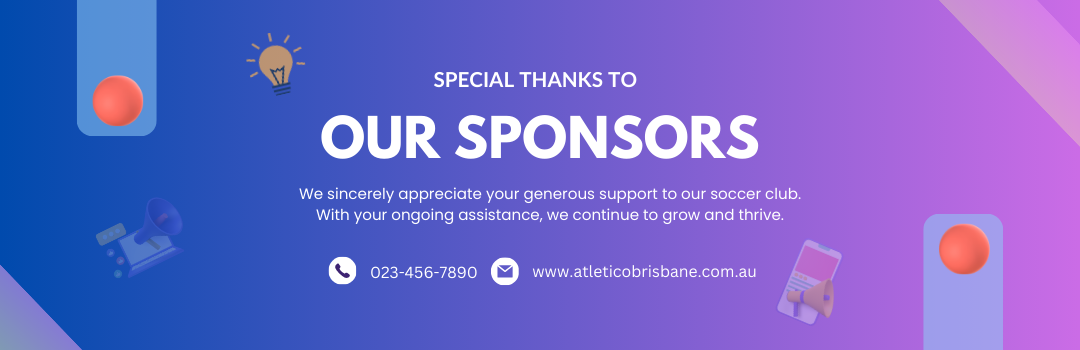 SPECIAL THANKS TO
OUR SPONSORS
We sincerely appreciate your generous support to our soccer club.
With your ongoing assistance, we continue to grow and thrive.
023-456-7890 www.atleticobrisbane.com.au